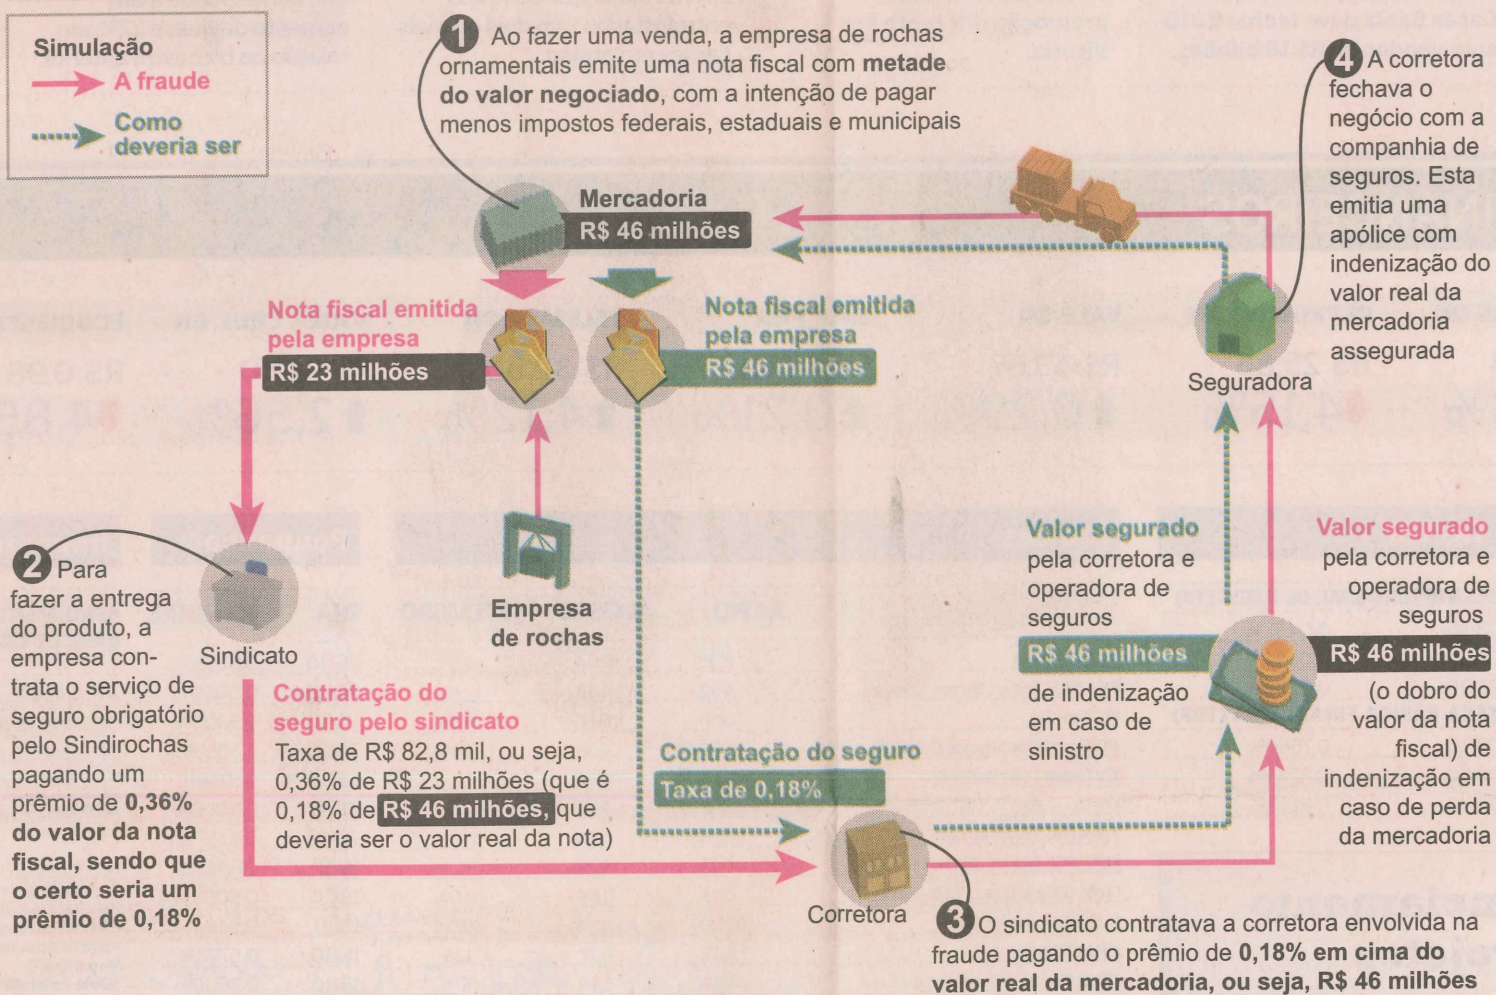 Simulação
A fraude
Como
deveria ser
1 Ao fazer uma venda, a empresa de rochas
ornamentais emite uma nota fiscal com metade
do valor negociado, com a intenção de pagar
menos impostos federais, estaduais e municipais
4 A corretora
fechava o
negócio com a
companhia de
seguros. Esta
emitia uma
apólice com
indenização do
valor real da
mercadoria
assegurada
Mercadoria
R$ 46 milhões
Nota fiscal emitida
pela empresa
R$ 23 milhões
Nota fiscal emitida
pela empresa
R$ 46 milhões
Seguradora
2 Para
fazer a entrega
do produto, a
empresa con-
trata o serviço de
seguro obrigatório
pelo Sindirochas
pagando um
prêmio de 0,36%
do valor da nota
fiscal, sendo que
o certo seria um
prêmio de 0,18%
Sindicato
Empresa
de rochas
Contratação do
seguro pelo sindicato
Taxa de R$ 82,8 mil, ou seja,
0,36% de R$ 23 milhões (que é
0,18% de R$ 46 milhões, que
deveria ser o valor real da nota)
Contratação do seguro
Taxa de 0,18%
Valor segurado
pela corretora e
operadora de
seguros
R$ 46 milhões
de indenização
em caso de
sinistro
Valor segurado
pela corretora e
operadora de
seguros
R$ 46 milhões
(o dobro do
valor da nota
fiscal) de
indenização em
caso de perda
da mercadoria
Corretora
3 O sindicato contratava a corretora envolvida na
fraude pagando o prêmio de 0,18% em cima do
valor real da mercadoria, ou seja, R$ 46 milhões